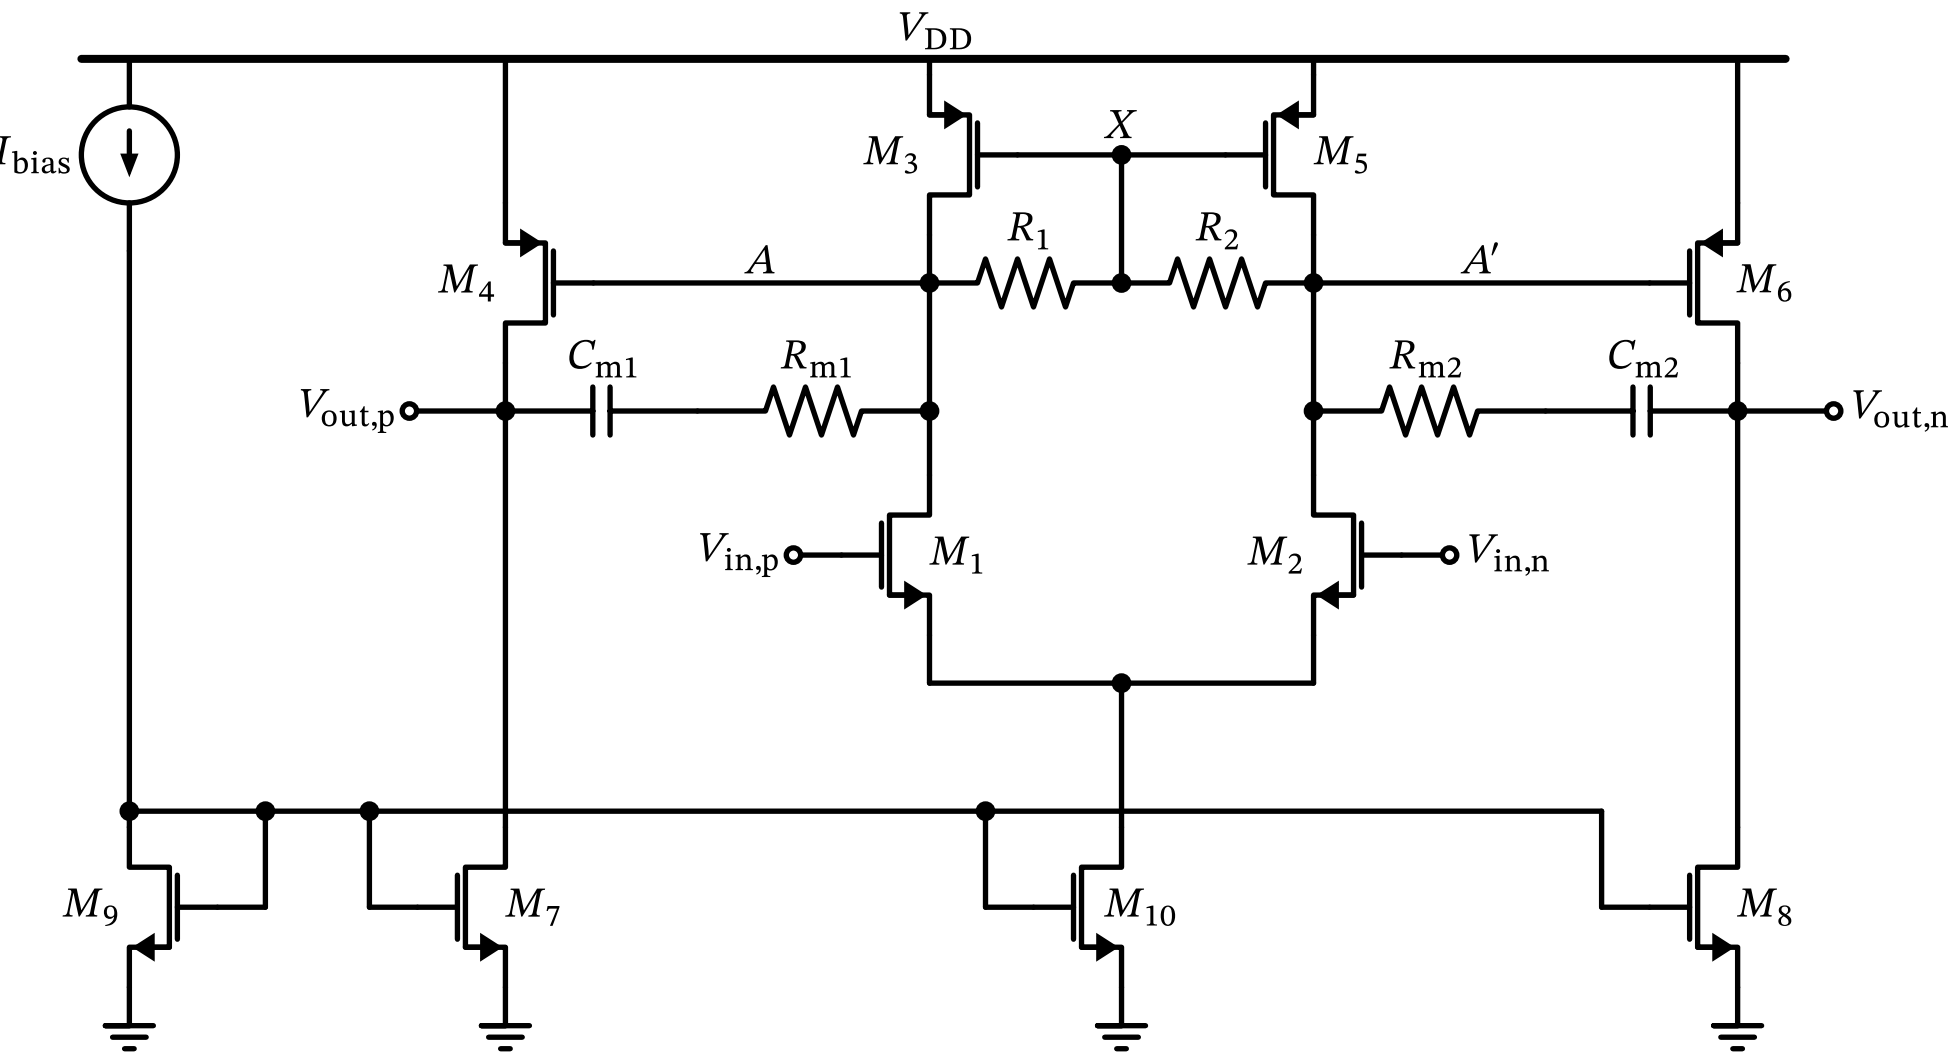 V_DD
I_bias
X
M_3
M_5
R_1
R_2
A
A′
M_4
M_6
C_m1
R_m1
R_m2
C_m2
V_out,p
V_out,n
V_in,p
M_1
M_2
V_in,n
M_9
M_7
M_10
M_8